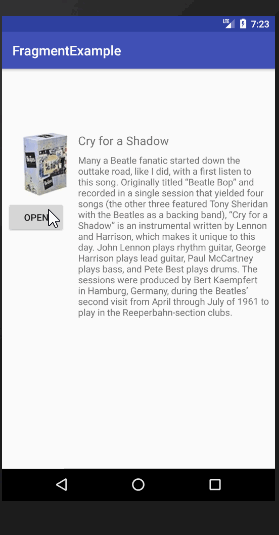 LTE 7:23
FragmentExample
Cry for a Shadow
Many a Beatle fanatic started down the
outtake road, like I did, with a first listen to
this song. Originally titled “Beatle Bop” and
recorded in a single session that yielded four
songs (the other three featured Tony Sheridan
with the Beatles as a backing band), “Cry for a
Shadow” is an instrumental written by Lennon
and Harrison, which makes it unique to this
day. John Lennon plays rhythm guitar, George
Harrison plays lead guitar, Paul McCartney
plays bass, and Pete Best plays drums. The
sessions were produced by Bert Kaempfert
in Hamburg, Germany, during the Beatles’
second visit from April through July of 1961 to
play in the Reeperbahn-section clubs.
OPEN